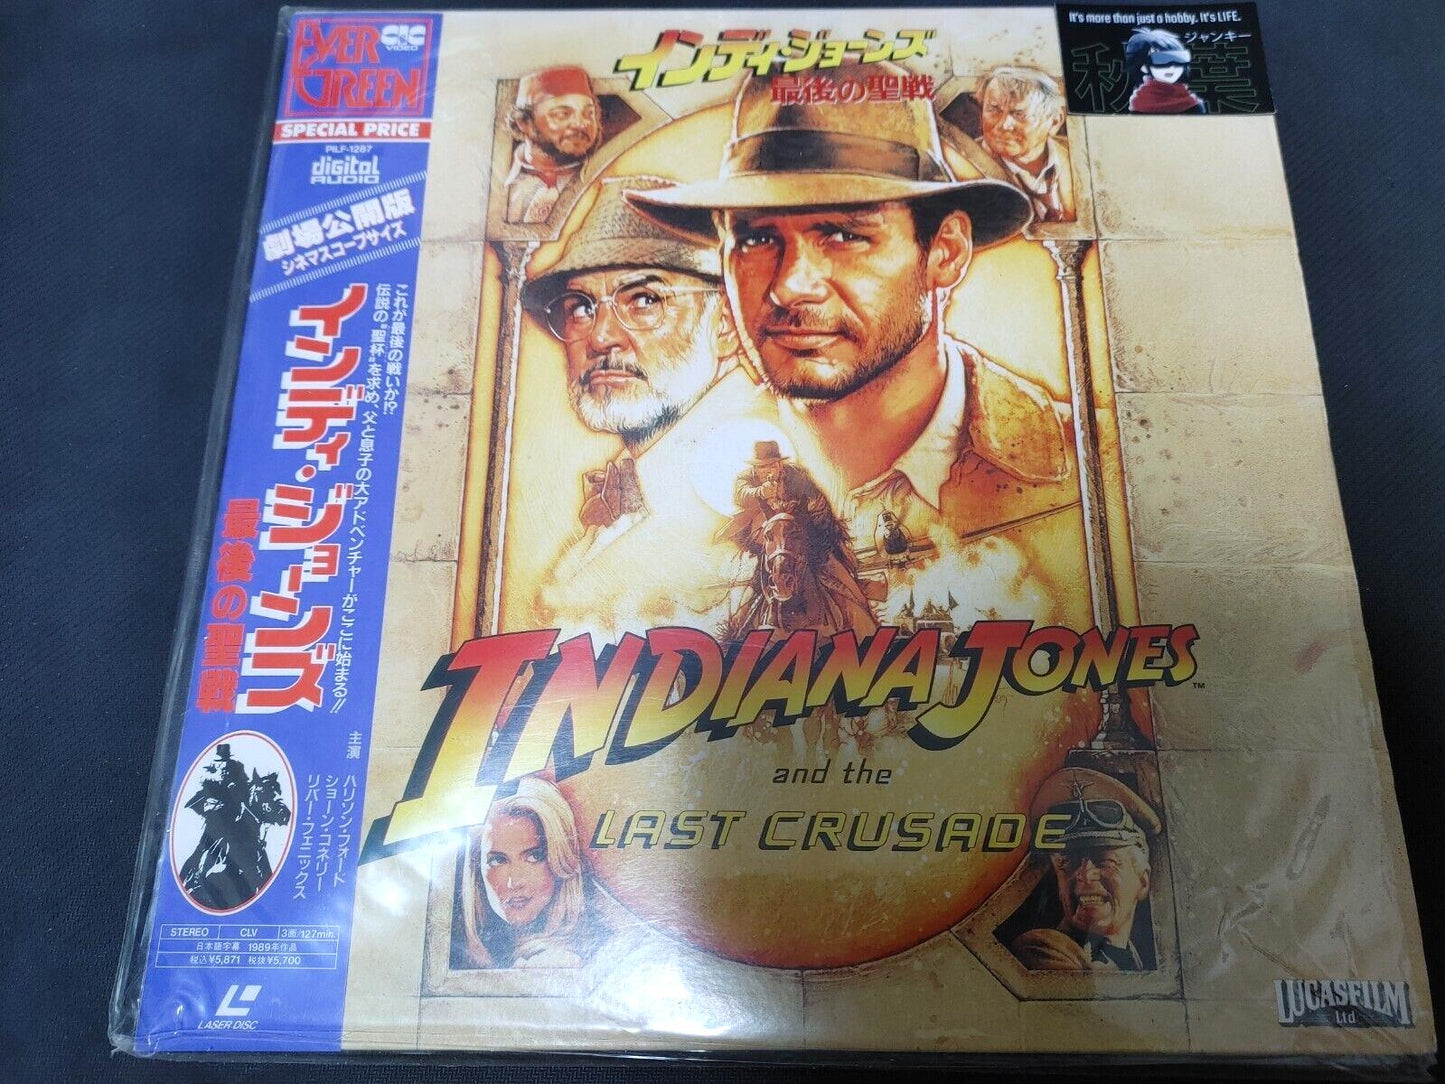 EVER GREEN
CIC VIDEO
SPECIAL PRICE
PILF-1287
diGital AUDIO
劇場公開版
シネマスコープサイズ
これが最後の戦いか!?
伝説の"聖杯"を求め、父と息子の大アドベンチャーがここに始まる!!
インディ・ジョーンズ
最後の聖戦
主演
ハリソン・フォード
ショーン・コネリー
リバー・フェニックス
STEREO CLV 3面/127min.
日本語字幕 1989年作品
税込¥5,871 税抜¥5,700
LASER DISC
インディ・ジョーンズ
最後の聖戦
It's more than just a hobby. It's LIFE.
ジャンキー
秋葉
INDIANA JONES™
and the
LAST CRUSADE
LUCASFILM
Ltd